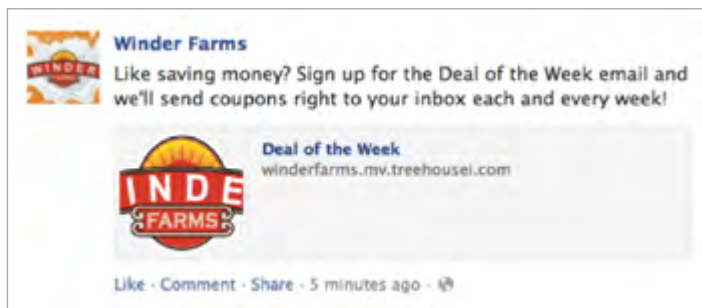 Winder Farms
WINDER
Like saving money? Sign up for the Deal of the Week email and
we'll send coupons right to your inbox each and every week!
Deal of the Week
winderfarms.mv.treehousei.com
INDE
FARMS
Like · Comment · Share · 5 minutes ago ·